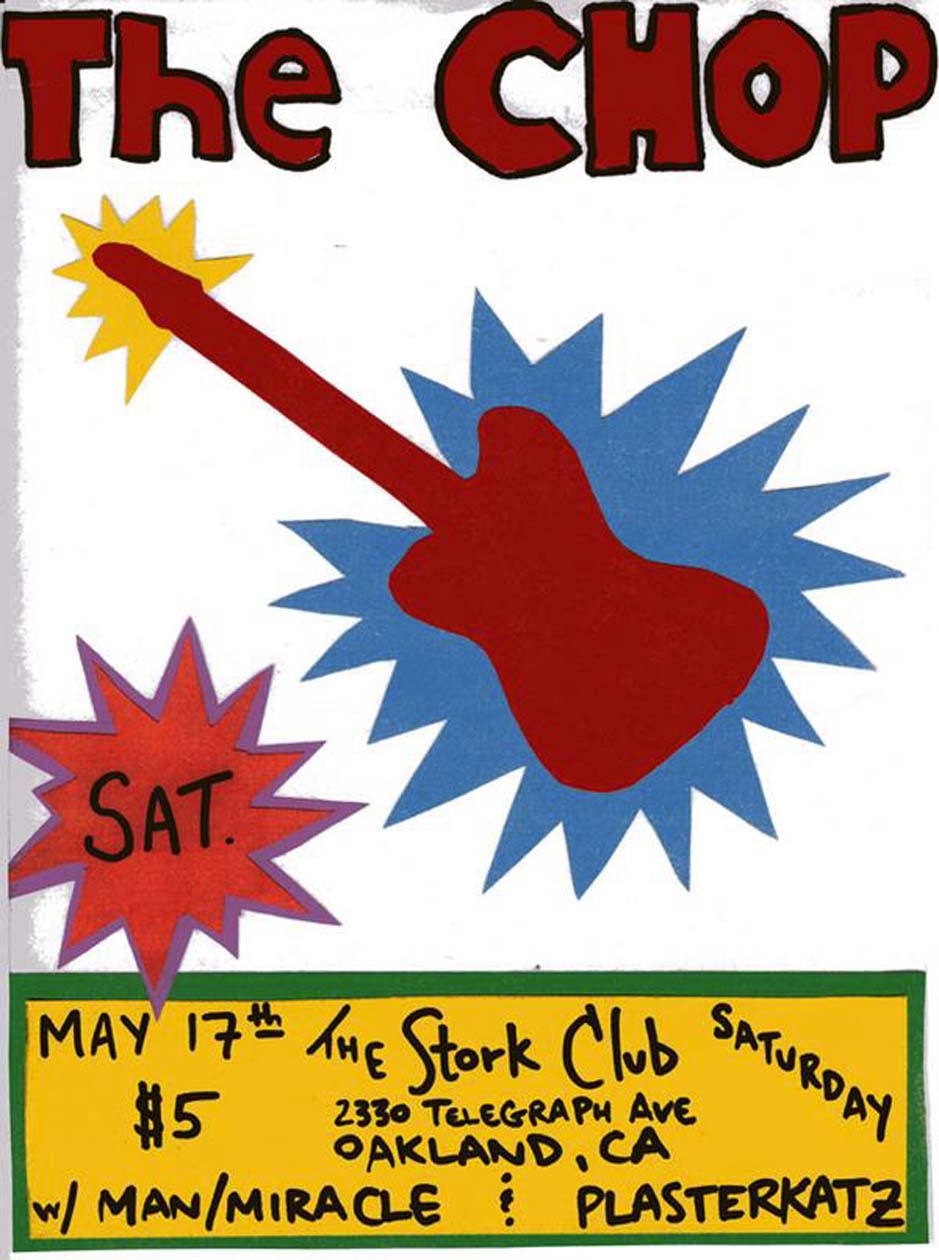 The CHOP
SAT.
MAY 17th THE Stork Club SATURDAY
$5 2330 TELEGRAPH AVE
OAKLAND, CA
w/ MAN/MIRACLE & PLASTERKATZ